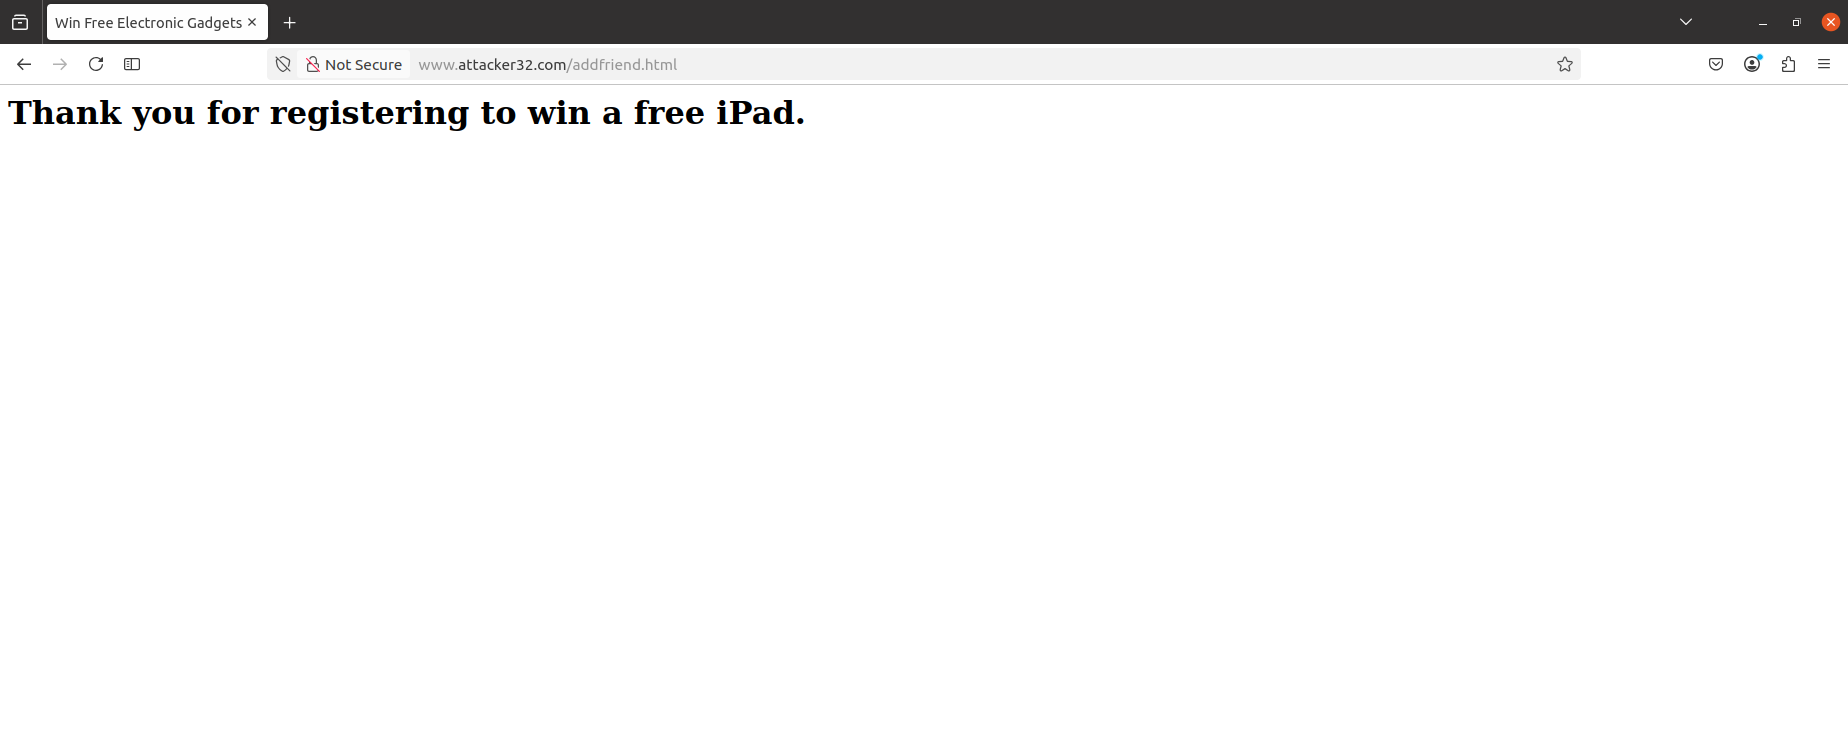 Win Free Electronic Gadgets
Not Secure www.attacker32.com/addfriend.html
Thank you for registering to win a free iPad.